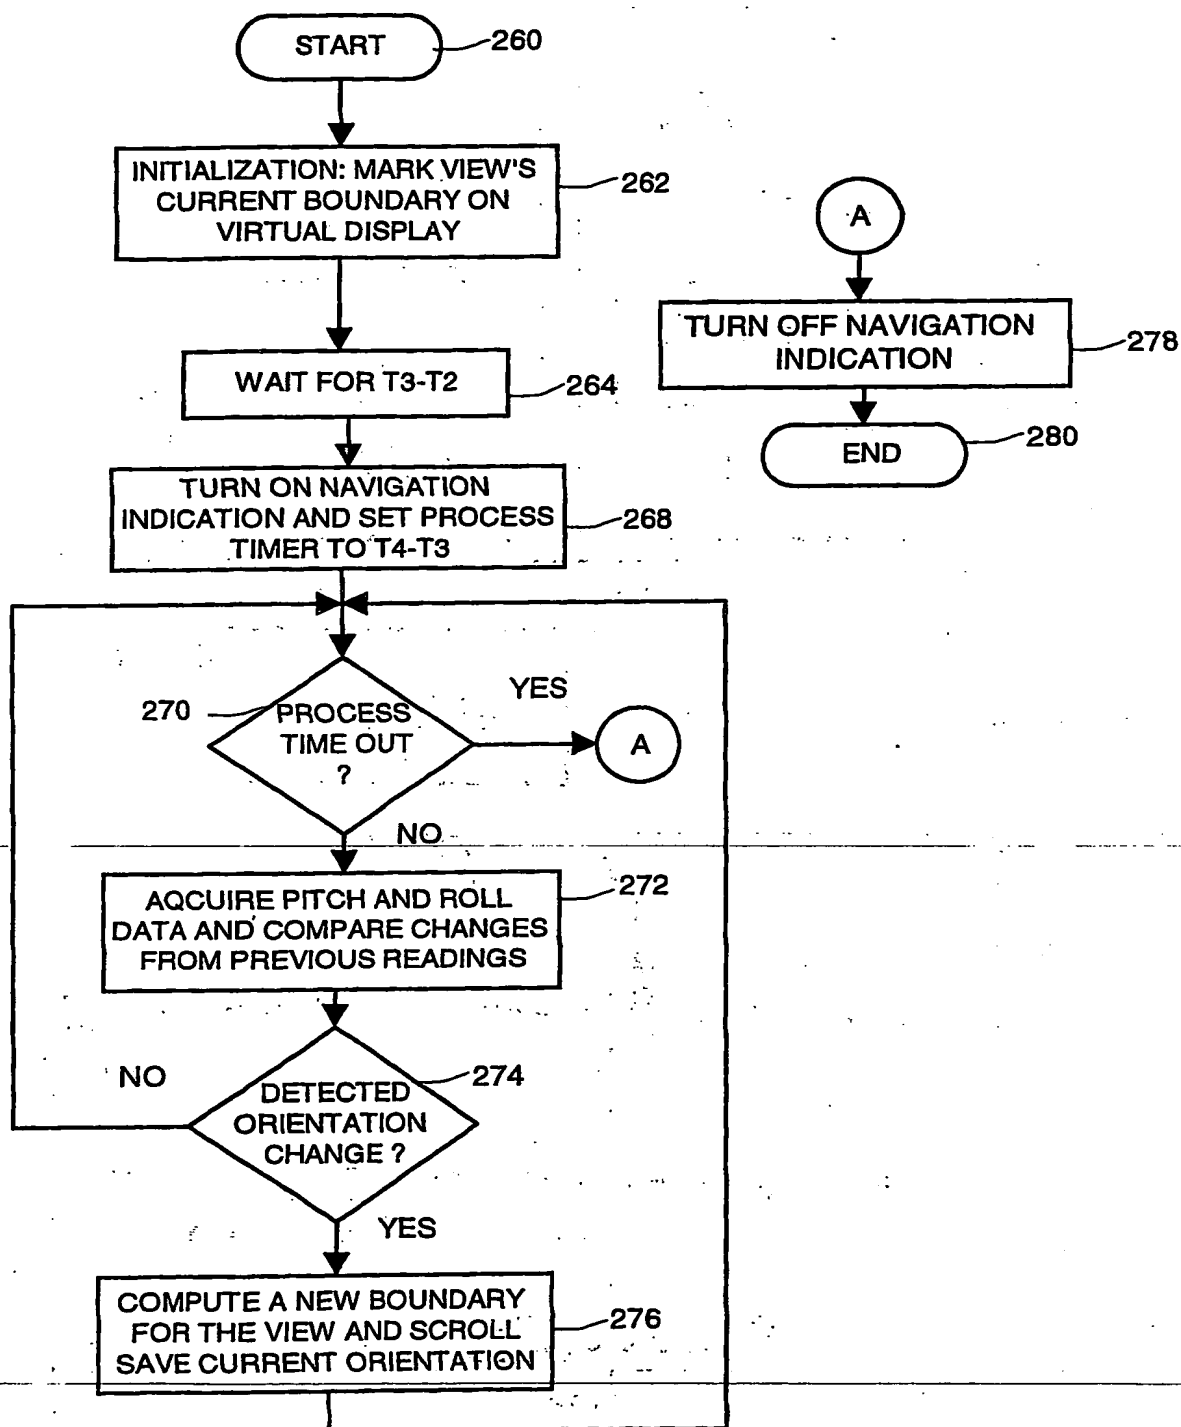 START
260
INITIALIZATION: MARK VIEW'S
CURRENT BOUNDARY ON
VIRTUAL DISPLAY
262
WAIT FOR T3-T2
264
TURN ON NAVIGATION
INDICATION AND SET PROCESS
TIMER TO T4-T3
268
270
PROCESS
TIME OUT
?
YES
A
NO
AQCUIRE PITCH AND ROLL
DATA AND COMPARE CHANGES
FROM PREVIOUS READINGS
272
NO
DETECTED
ORIENTATION
CHANGE ?
274
YES
COMPUTE A NEW BOUNDARY
FOR THE VIEW AND SCROLL
SAVE CURRENT ORIENTATION
276
A
TURN OFF NAVIGATION
INDICATION
278
END
280